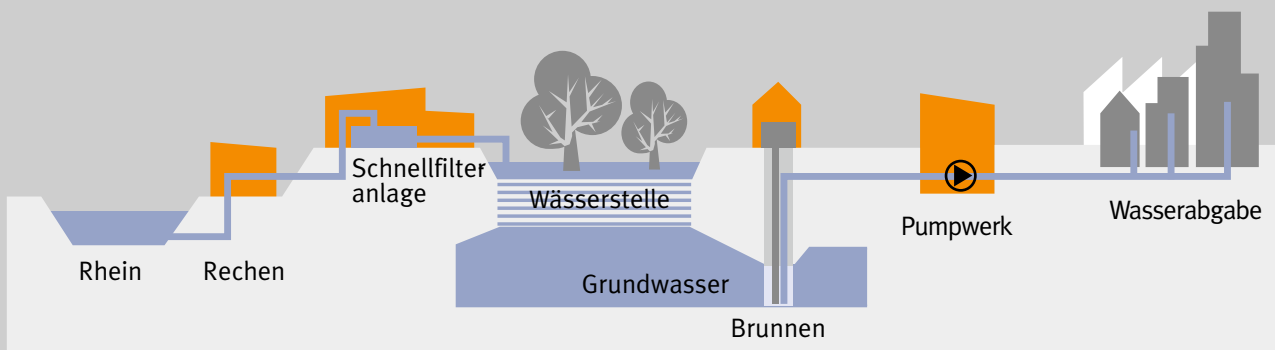 Rhein
Rechen
Schnellfilter
anlage
Wässerstelle
Grundwasser
Brunnen
Pumpwerk
Wasserabgabe